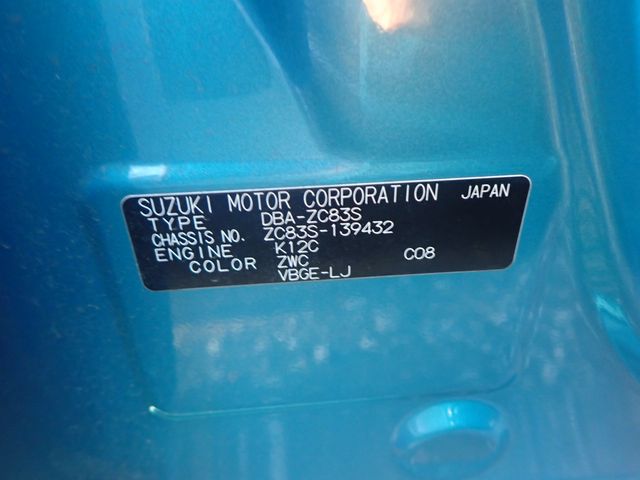 SUZUKI MOTOR CORPORATION JAPAN
TYPE DBA-ZC83S
CHASSIS NO. ZC83S-139432
ENGINE K12C
COLOR ZWC C08
VBGE-LJ